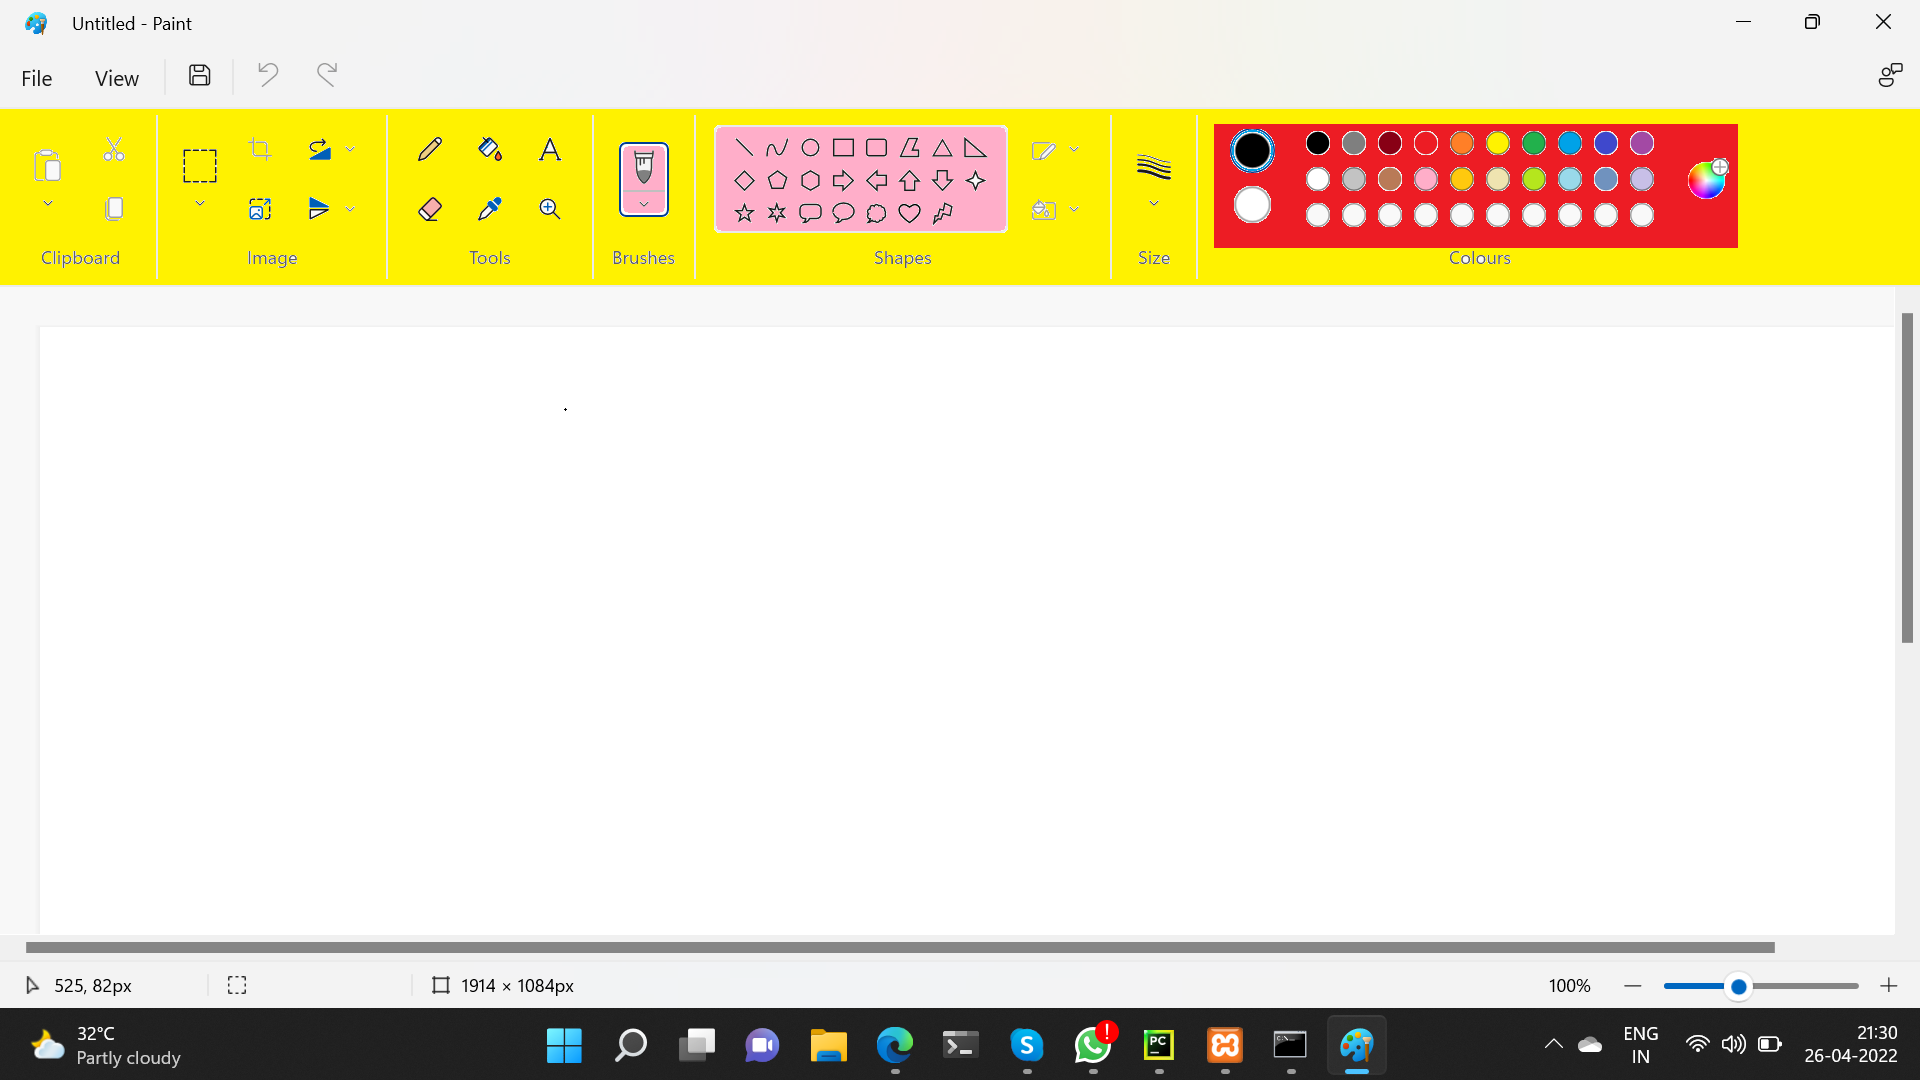 Untitled - Paint
File View
Clipboard Image Tools Brushes Shapes Size Colours
525, 82px 1914 × 1084px 100%
32°C
Partly cloudy
PC
S
!
ENG
IN
21:30
26-04-2022